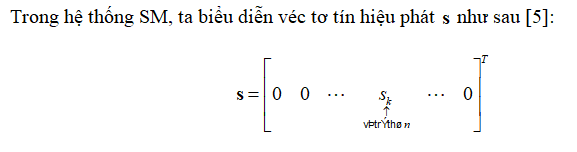 Trong hệ thống SM, ta biểu diễn véc tơ tín hiệu phát s như sau [5]:
s = [0 0 ⋯ s_k ⋯ 0]^T
↑
vÞtrÝthø n